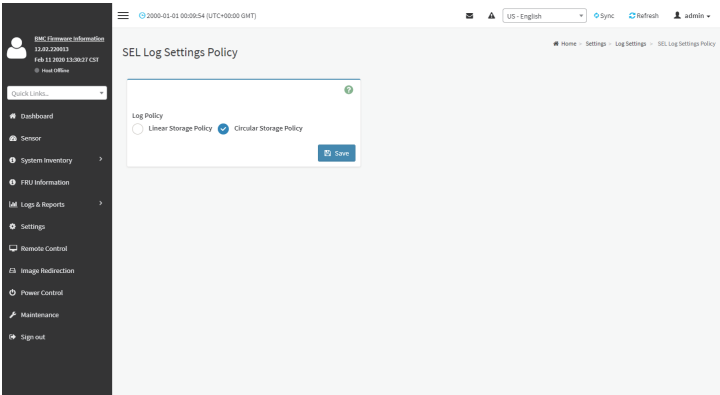 BMC Firmware Information
12.02.220013
Feb 11 2020 13:30:27 CST
Host Offline
Quick Links...
Dashboard
Sensor
System Inventory
FRU Information
Logs & Reports
Settings
Remote Control
Image Redirection
Power Control
Maintenance
Sign out
2000-01-01 00:09:54 (UTC+00:00 GMT)
US - English
Sync
Refresh
admin
SEL Log Settings Policy
Home > Settings > Log Settings > SEL Log Settings Policy
Log Policy
Linear Storage Policy Circular Storage Policy
Save